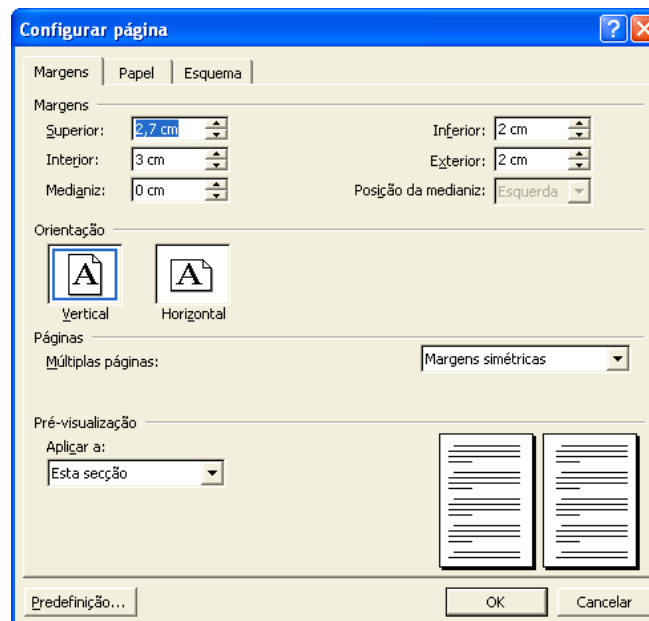 Configurar página
Margens Papel Esquema
Margens
Superior: 2,7 cm Inferior: 2 cm
Interior: 3 cm Exterior: 2 cm
Medianiz: 0 cm Posição da medianiz: Esquerda
Orientação
A A
Vertical Horizontal
Páginas
Múltiplas páginas: Margens simétricas
Pré-visualização
Aplicar a:
Esta secção
Predefinição... OK Cancelar